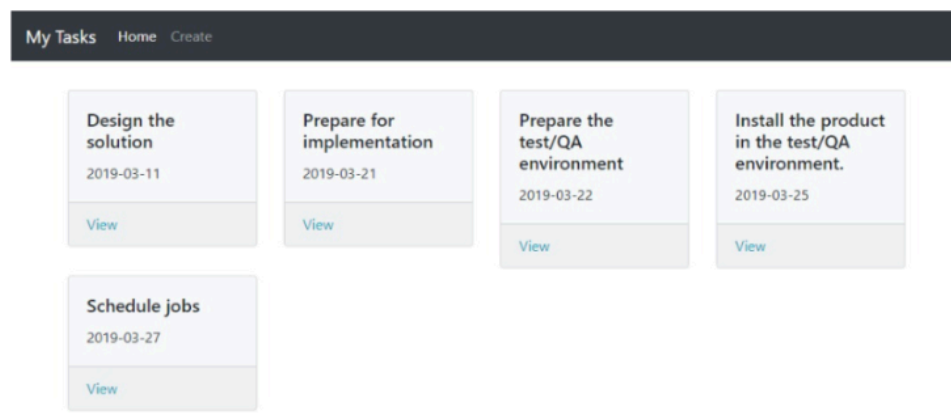 My Tasks Home Create
Design the
solution
2019-03-11
View
Prepare for
implementation
2019-03-21
View
Prepare the
test/QA
environment
2019-03-22
View
Install the product
in the test/QA
environment.
2019-03-25
View
Schedule jobs
2019-03-27
View